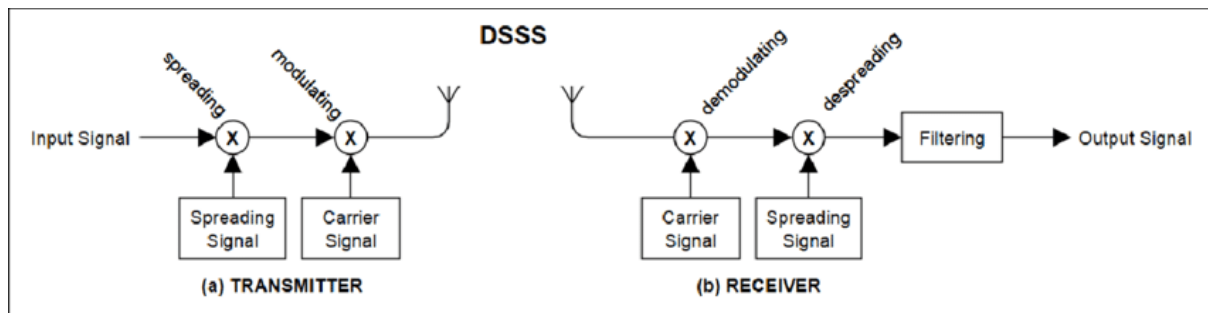 DSSS
spreading
modulating
demodulating
despreading
Input Signal
X
X
X
X
Filtering
Output Signal
Spreading
Signal
Carrier
Signal
Carrier
Signal
Spreading
Signal
(a) TRANSMITTER
(b) RECEIVER